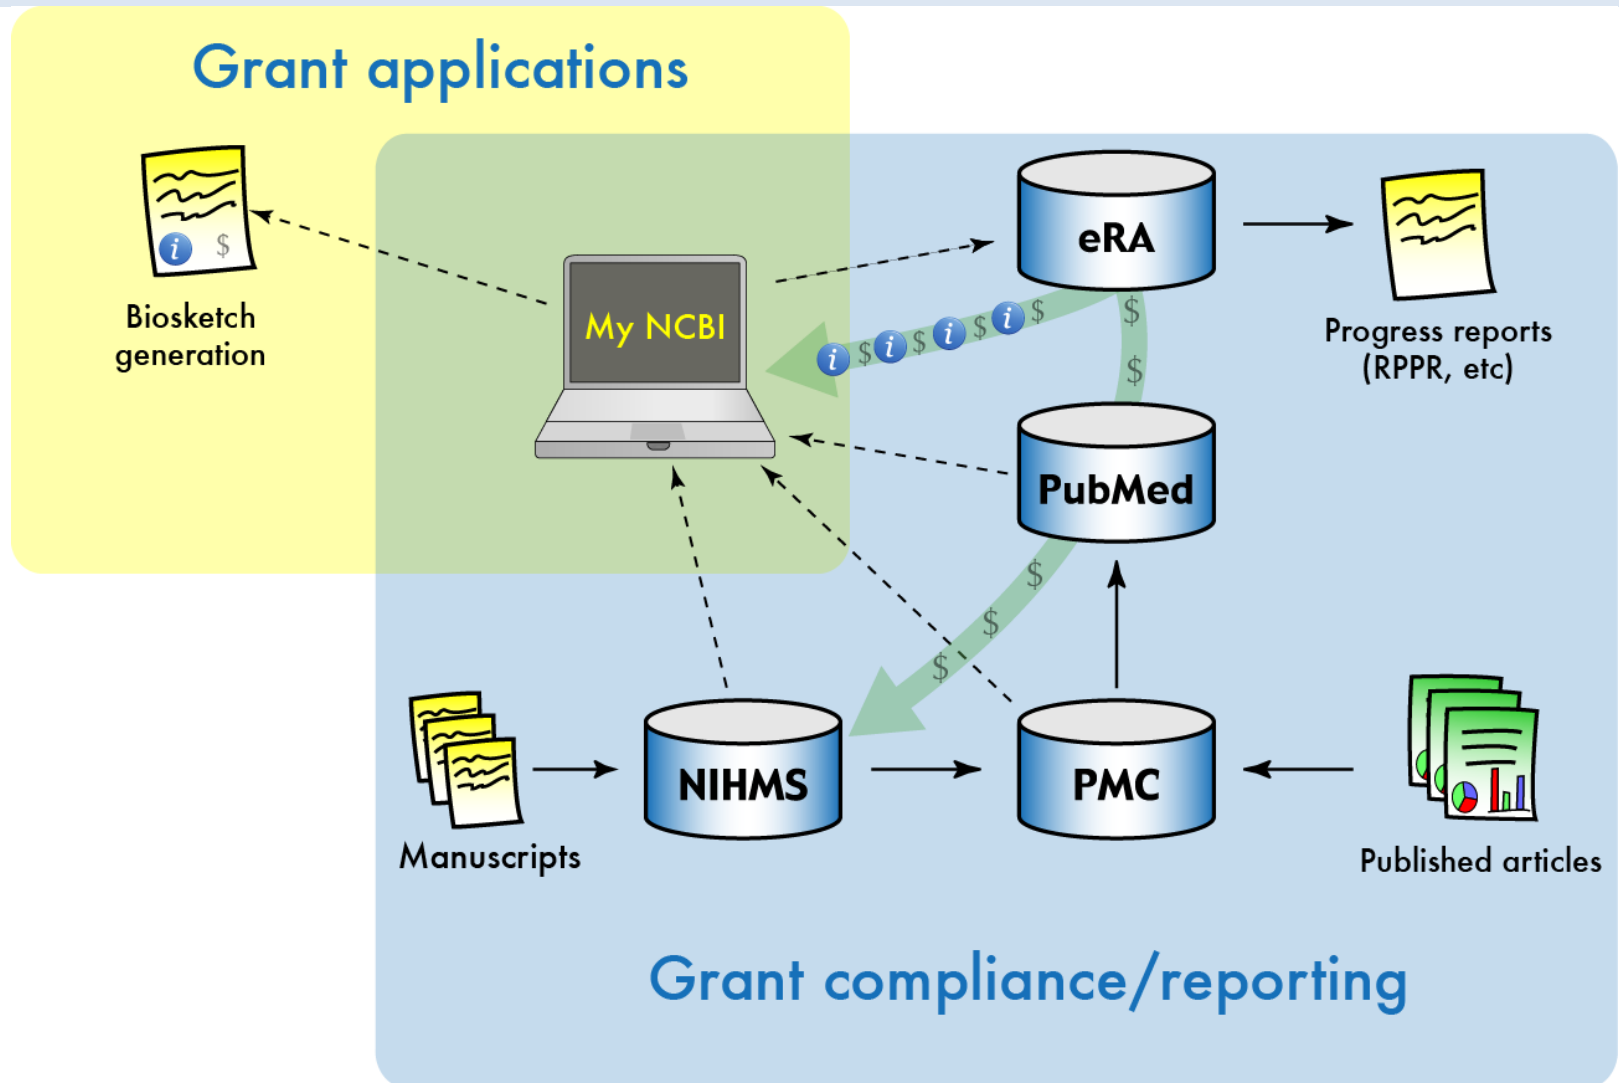 Grant applications
i $
Biosketch
generation
My NCBI
eRA
Progress reports
(RPPR, etc)
i $ i $ i $ i $
$
$
PubMed
$
$
$
Manuscripts
NIHMS
PMC
Published articles
Grant compliance/reporting